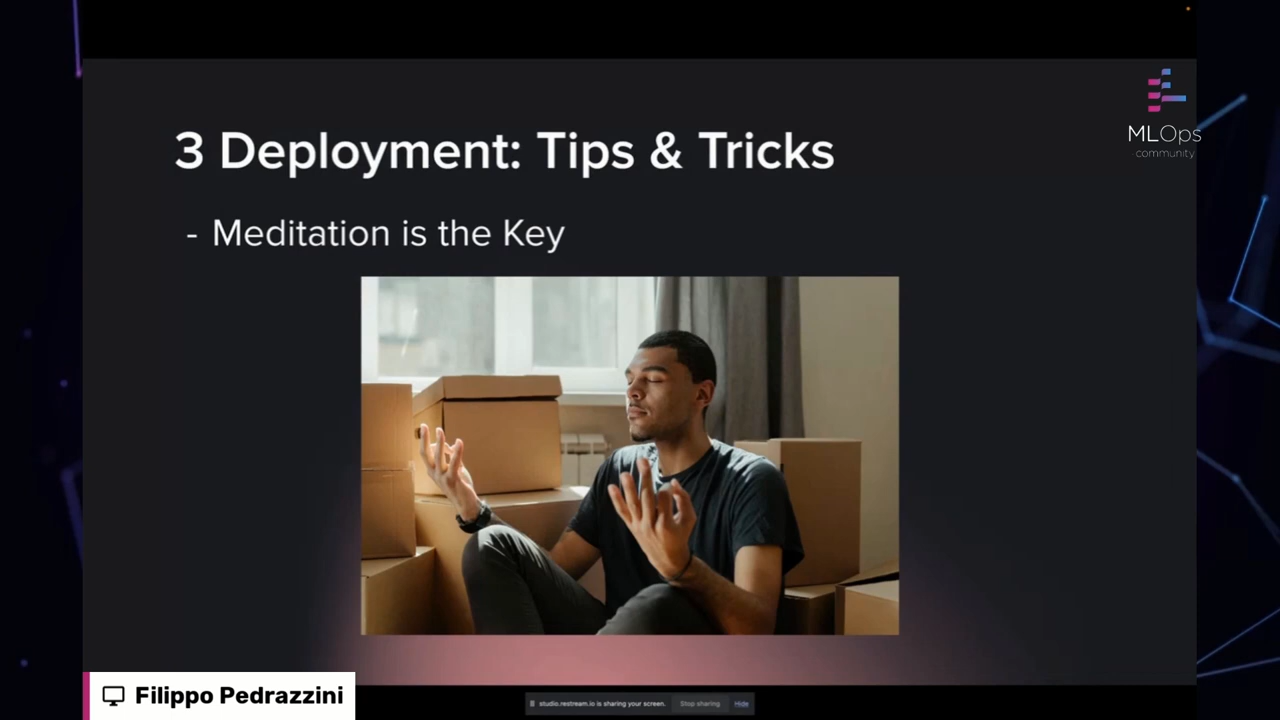 MLOps
community
3 Deployment: Tips & Tricks
- Meditation is the Key
Filippo Pedrazzini
studio.restream.io is sharing your screen.
Stop sharing
Hide